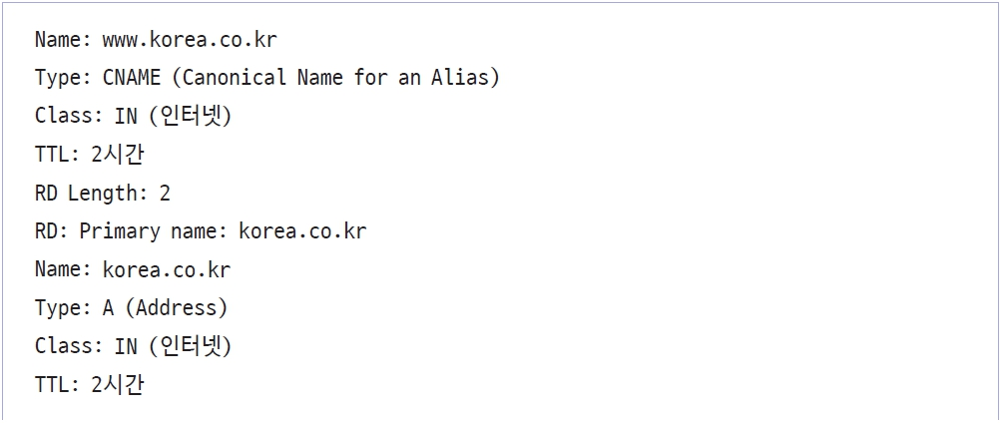 Name: www.korea.co.kr
Type: CNAME (Canonical Name for an Alias)
Class: IN (인터넷)
TTL: 2시간
RD Length: 2
RD: Primary name: korea.co.kr
Name: korea.co.kr
Type: A (Address)
Class: IN (인터넷)
TTL: 2시간